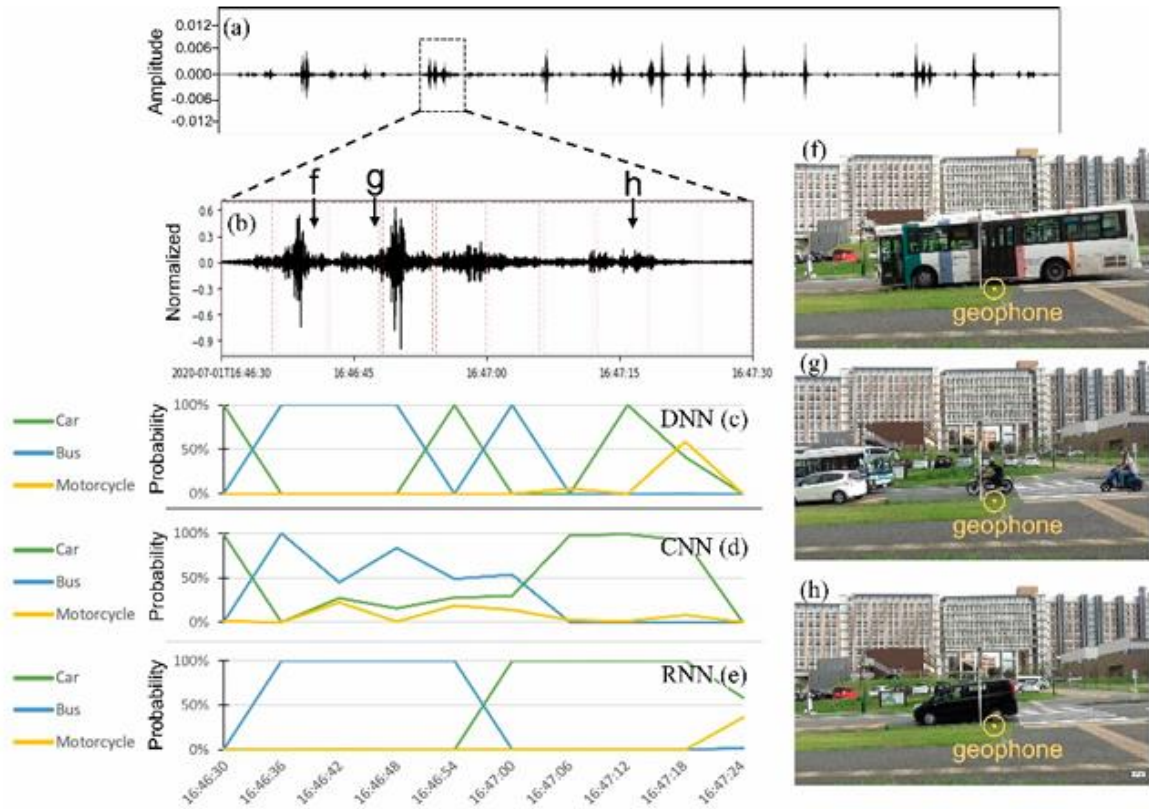 (a)
Amplitude
0.012
0.006
0.000
-0.006
-0.012
f
g
h
(b)
Normalized
0.6
0.3
0.0
-0.3
-0.6
-0.9
2020-07-01T16:46:30
16:46:45
16:47:00
16:47:15
16:47:30
Car
Bus
Motorcycle
Probability
100%
50%
0%
DNN (c)
Car
Bus
Motorcycle
Probability
100%
50%
0%
CNN (d)
Car
Bus
Motorcycle
Probability
100%
50%
0%
RNN (e)
16:46:30
16:46:36
16:46:42
16:46:48
16:46:54
16:47:00
16:47:06
16:47:12
16:47:18
16:47:24
(f)
geophone
(g)
geophone
(h)
geophone